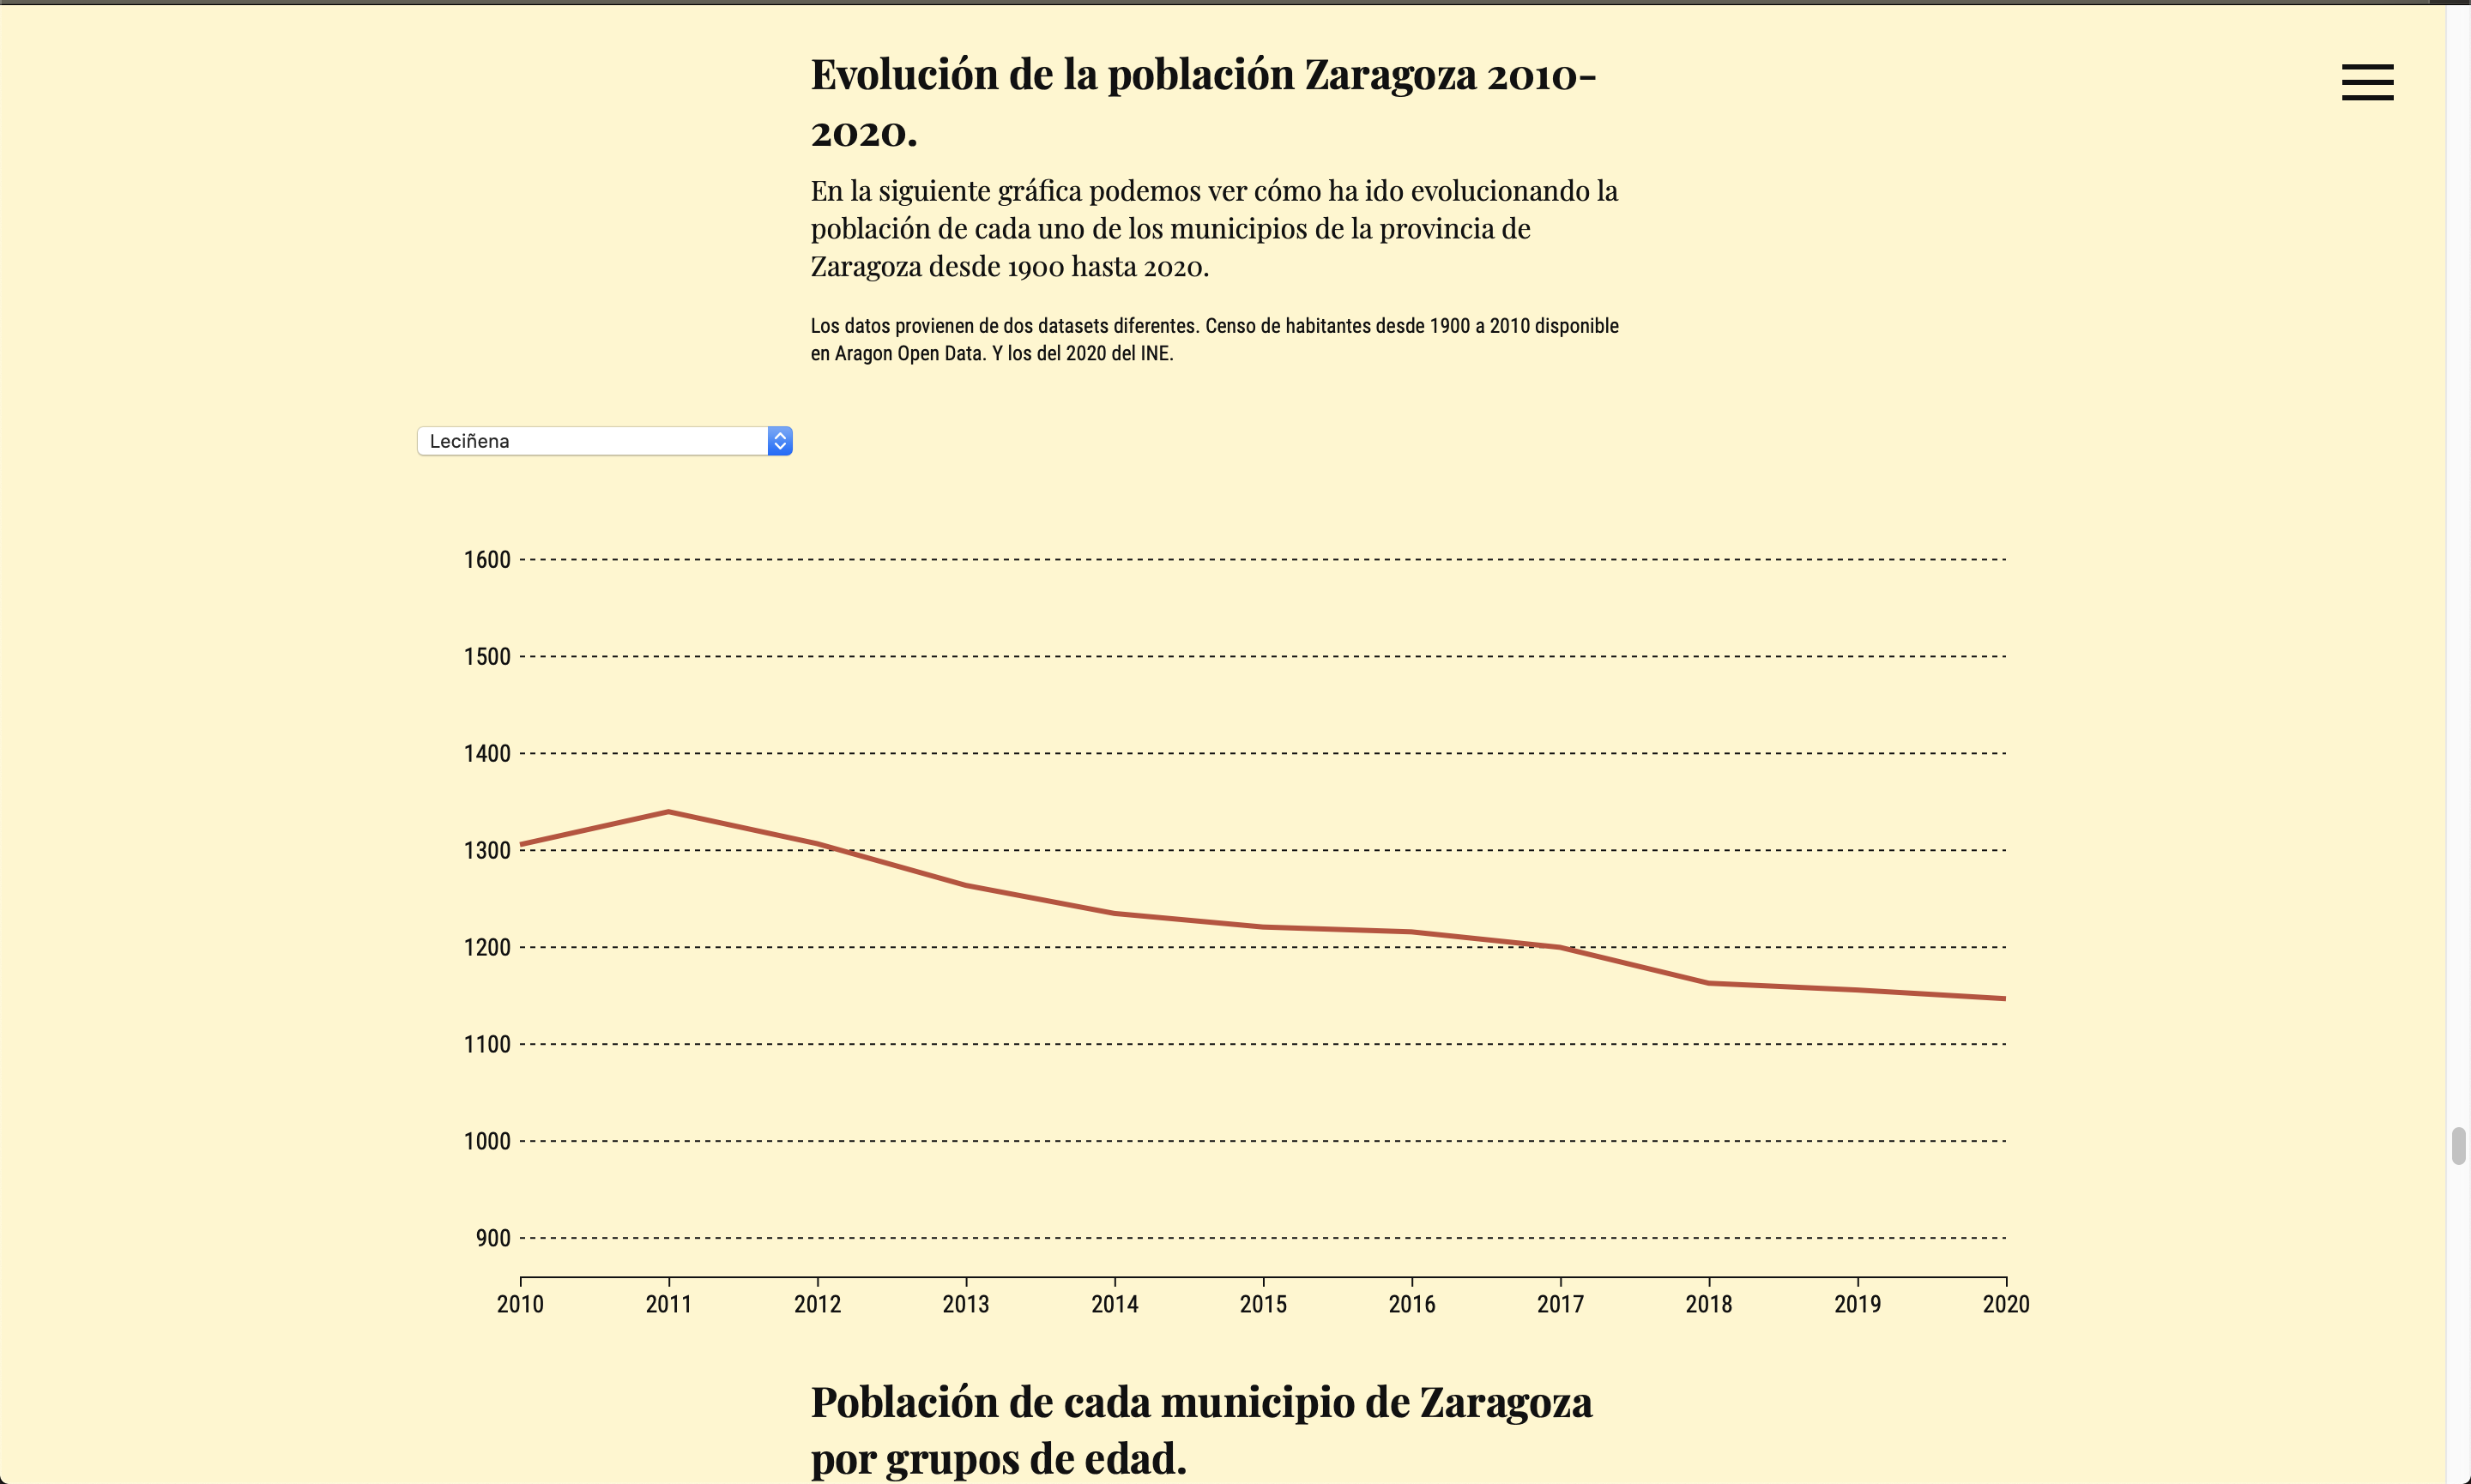 Evolución de la población Zaragoza 2010-
2020.
En la siguiente gráfica podemos ver cómo ha ido evolucionando la
población de cada uno de los municipios de la provincia de
Zaragoza desde 1900 hasta 2020.
Los datos provienen de dos datasets diferentes. Censo de habitantes desde 1900 a 2010 disponible
en Aragon Open Data. Y los del 2020 del INE.
Leciñena
1600
1500
1400
1300
1200
1100
1000
900
2010 2011 2012 2013 2014 2015 2016 2017 2018 2019 2020
Población de cada municipio de Zaragoza
por grupos de edad.